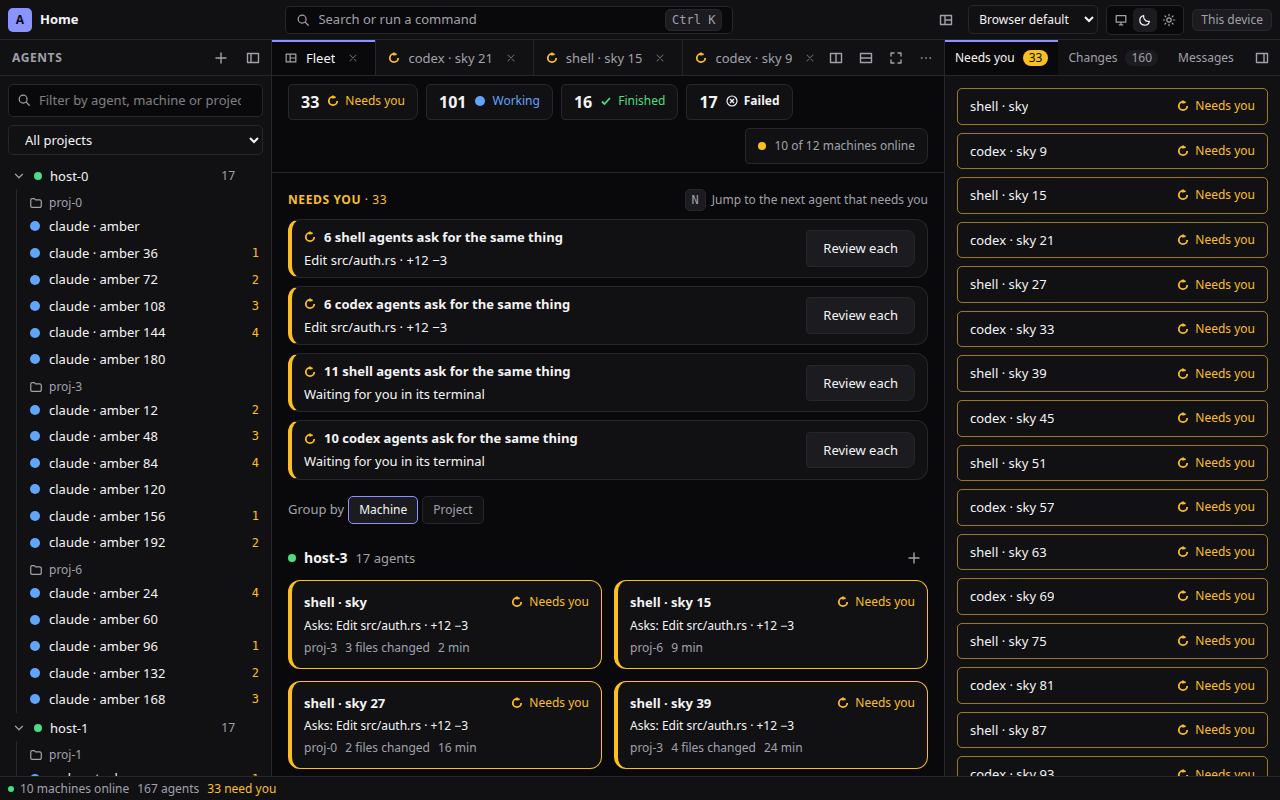 A Home
Search or run a command Ctrl K
Browser default
This device
AGENTS
Filter by agent, machine or projec
All projects
host-0 17
proj-0
claude · amber
claude · amber 36 1
claude · amber 72 2
claude · amber 108 3
claude · amber 144 4
claude · amber 180
proj-3
claude · amber 12 2
claude · amber 48 3
claude · amber 84 4
claude · amber 120
claude · amber 156 1
claude · amber 192 2
proj-6
claude · amber 24 4
claude · amber 60
claude · amber 96 1
claude · amber 132 2
claude · amber 168 3
host-1 17
proj-1
Fleet
codex · sky 21
shell · sky 15
codex · sky 9
33 Needs you
101 Working
16 Finished
17 Failed
10 of 12 machines online
NEEDS YOU · 33
N Jump to the next agent that needs you
6 shell agents ask for the same thing
Edit src/auth.rs · +12 −3
Review each
6 codex agents ask for the same thing
Edit src/auth.rs · +12 −3
Review each
11 shell agents ask for the same thing
Waiting for you in its terminal
Review each
10 codex agents ask for the same thing
Waiting for you in its terminal
Review each
Group by Machine Project
host-3 17 agents
shell · sky Needs you
Asks: Edit src/auth.rs · +12 −3
proj-3 3 files changed 2 min
shell · sky 15 Needs you
Asks: Edit src/auth.rs · +12 −3
proj-6 9 min
shell · sky 27 Needs you
Asks: Edit src/auth.rs · +12 −3
proj-0 2 files changed 16 min
shell · sky 39 Needs you
Asks: Edit src/auth.rs · +12 −3
proj-3 4 files changed 24 min
Needs you 33
Changes 160
Messages
shell · sky Needs you
codex · sky 9 Needs you
shell · sky 15 Needs you
codex · sky 21 Needs you
shell · sky 27 Needs you
codex · sky 33 Needs you
shell · sky 39 Needs you
codex · sky 45 Needs you
shell · sky 51 Needs you
codex · sky 57 Needs you
shell · sky 63 Needs you
codex · sky 69 Needs you
shell · sky 75 Needs you
codex · sky 81 Needs you
shell · sky 87 Needs you
codex · sky 93 Needs you
10 machines online 167 agents 33 need you